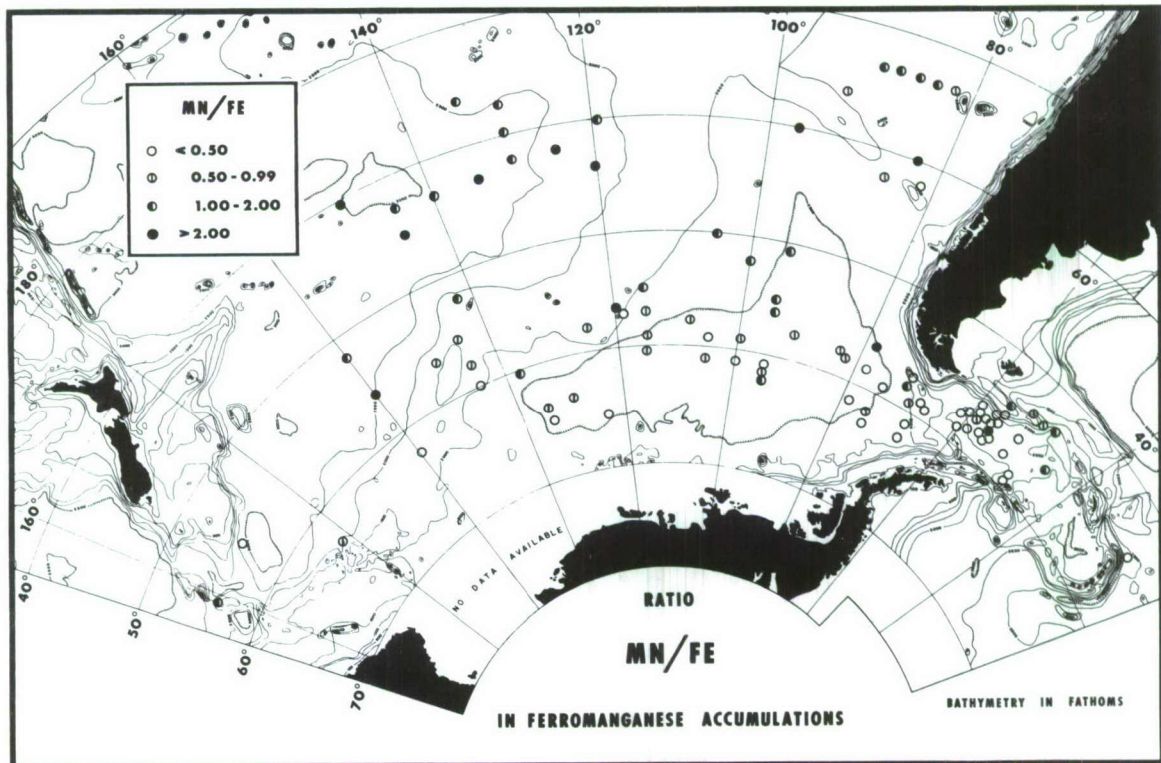 160°
140°
120°
100°
80°
MN/FE
< 0.50
0.50 - 0.99
1.00 - 2.00
> 2.00
180°
60°
40°
160°
40°
50°
60°
70°
NO DATA AVAILABLE
RATIO
MN/FE
IN FERROMANGANESE ACCUMULATIONS
BATHYMETRY IN FATHOMS